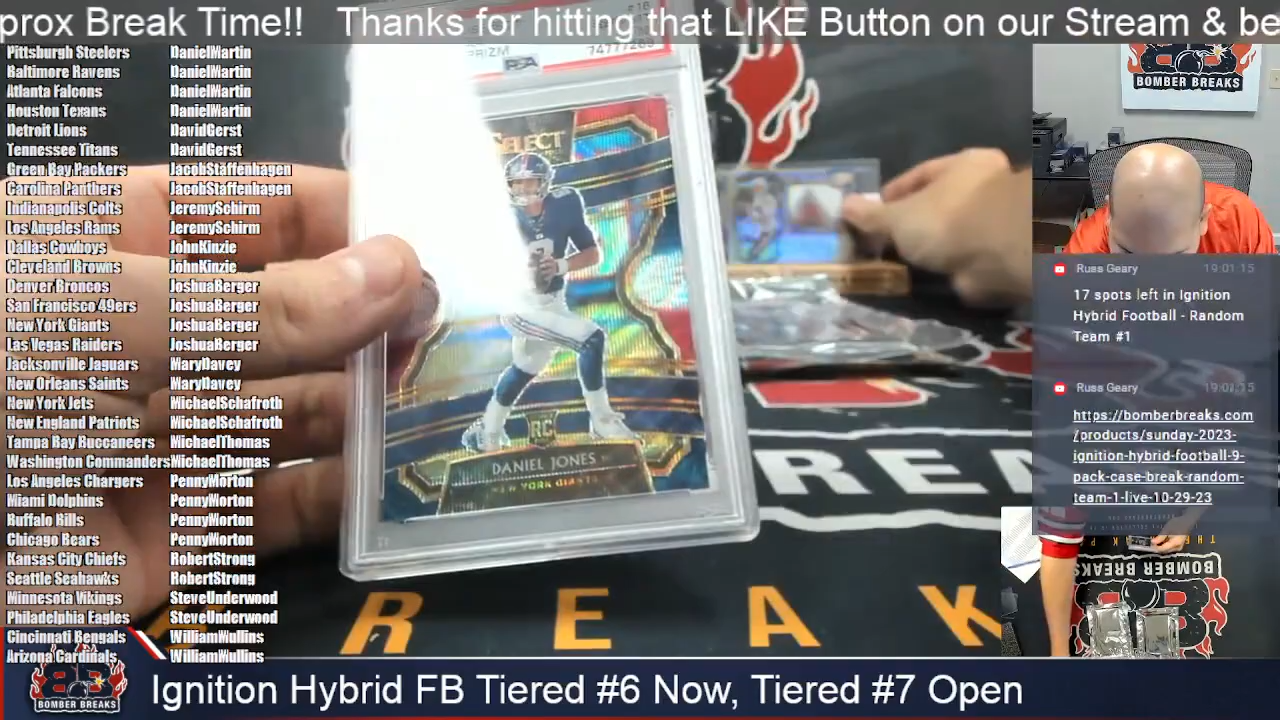 prox Break Time!! Thanks for hitting that LIKE Button on our Stream & be
Pittsburgh Steelers DanielMartin
Baltimore Ravens DanielMartin
Atlanta Falcons DanielMartin
Houston Texans DanielMartin
Detroit Lions DavidGerst
Tennessee Titans DavidGerst
Green Bay Packers JacobStaffenhagen
Carolina Panthers JacobStaffenhagen
Indianapolis Colts JeremySchirm
Los Angeles Rams JeremySchirm
Dallas Cowboys JohnKinzie
Cleveland Browns JohnKinzie
Denver Broncos JoshuaBerger
San Francisco 49ers JoshuaBerger
New York Giants JoshuaBerger
Las Vegas Raiders JoshuaBerger
Jacksonville Jaguars MaryDavey
New Orleans Saints MaryDavey
New York Jets MichaelSchafroth
New England Patriots MichaelSchafroth
Tampa Bay Buccaneers MichaelThomas
Washington Commanders MichaelThomas
Los Angeles Chargers PennyWorton
Miami Dolphins PennyWorton
Buffalo Bills PennyWorton
Chicago Bears PennyWorton
Kansas City Chiefs RobertStrong
Seattle Seahawks RobertStrong
Minnesota Vikings SteveUnderwood
Philadelphia Eagles SteveUnderwood
Cincinnati Bengals WilliamWullins
Arizona Cardinals WilliamWullins
PRIZM
PSA
SELECT
RC
DANIEL JONES
NEW YORK GIANTS
REA
R E A K
BOMBER BREAKS
Russ Geary 19:01:15
17 spots left in Ignition
Hybrid Football - Random
Team #1
Russ Geary
https://bomberbreaks.com
/products/sunday-2023-
ignition-hybrid-football-9-
pack-case-break-random-
team-1-live-10-29-23
BOMBER BREAKS
BOMBER BREAKS
Ignition Hybrid FB Tiered #6 Now, Tiered #7 Open